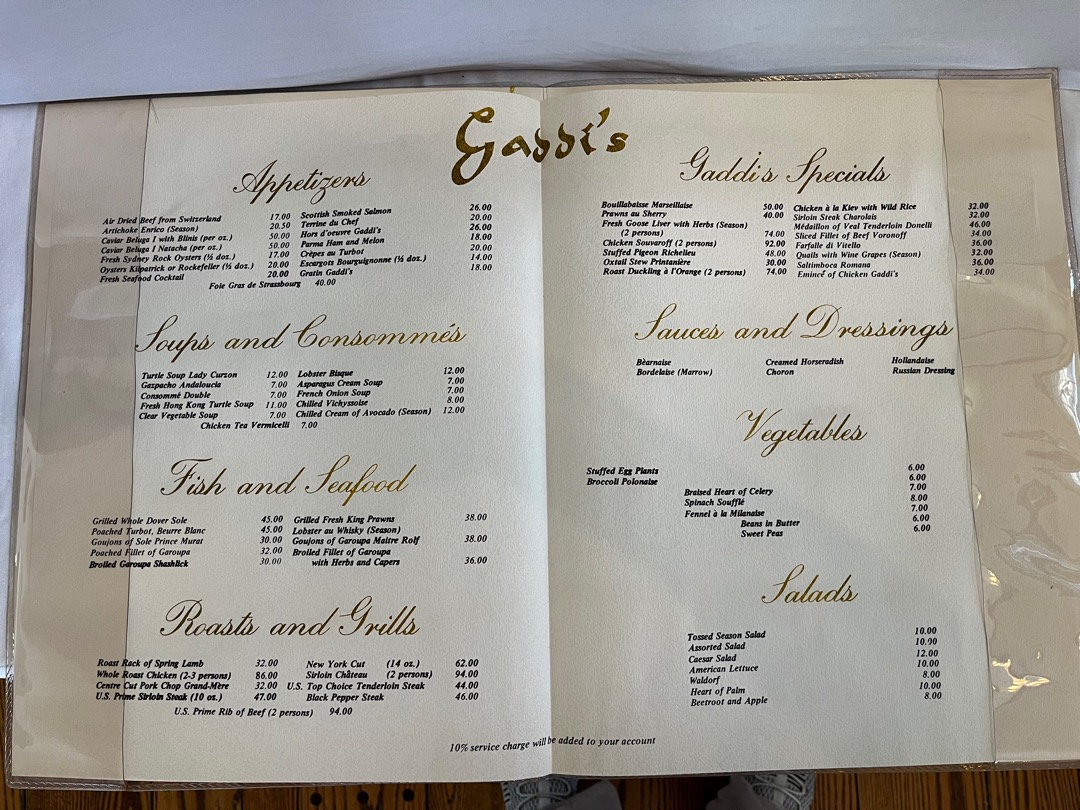 Gaddi's
Appetizers
Air Dried Beef from Switzerland 17.00
Artichoke Enrico (Season) 20.50
Caviar Beluga I with Blinis (per oz.) 50.00
Caviar Beluga I Natacha (per oz.) 50.00
Fresh Sydney Rock Oysters (½ doz.) 17.00
Oysters Kilpatrick or Rockefeller (½ doz.) 20.00
Fresh Seafood Cocktail 20.00
Scottish Smoked Salmon 26.00
Terrine du Chef 20.00
Hors d'oeuvre Gaddi's 26.00
Parma Ham and Melon 18.00
Crêpes au Turbot 20.00
Escargots Bourguignonne (½ doz.) 14.00
Gratin Gaddi's 18.00
Foie Gras de Strassbourg 40.00
Soups and Consommés
Turtle Soup Lady Curzon 12.00
Gazpacho Andaloucia 7.00
Consommé Double 7.00
Fresh Hong Kong Turtle Soup 11.00
Clear Vegetable Soup 7.00
Lobster Bisque 12.00
Asparagus Cream Soup 7.00
French Onion Soup 7.00
Chilled Vichyssoise 8.00
Chilled Cream of Avocado (Season) 12.00
Chicken Tea Vermicelli 7.00
Fish and Seafood
Grilled Whole Dover Sole 45.00
Poached Turbot, Beurre Blanc 45.00
Goujons of Sole Prince Murat 30.00
Poached Fillet of Garoupa 32.00
Broiled Garoupa Shashlick 30.00
Grilled Fresh King Prawns 38.00
Lobster au Whisky (Season)
Goujons of Garoupa Maitre Rolf 38.00
Broiled Fillet of Garoupa
with Herbs and Capers 36.00
Roasts and Grills
Roast Rack of Spring Lamb 32.00
Whole Roast Chicken (2-3 persons) 86.00
Centre Cut Pork Chop Grand-Mère 32.00
U.S. Prime Sirloin Steak (10 oz.) 47.00
New York Cut (14 oz.) 62.00
Sirloin Château (2 persons) 94.00
U.S. Top Choice Tenderloin Steak 44.00
Black Pepper Steak 46.00
U.S. Prime Rib of Beef (2 persons) 94.00
Gaddi's Specials
Bouillabaisse Marseillaise 50.00
Prawns au Sherry 40.00
Fresh Goose Liver with Herbs (Season)
(2 persons) 74.00
Chicken Souvaroff (2 persons) 92.00
Stuffed Pigeon Richelieu 48.00
Oxtail Stew Printanière 30.00
Roast Duckling à l'Orange (2 persons) 74.00
Chicken à la Kiev with Wild Rice 32.00
Sirloin Steak Charolais 32.00
Médaillon of Veal Tenderloin Donelli 46.00
Sliced Fillet of Beef Voronoff 34.00
Farfalle di Vitello 36.00
Quails with Wine Grapes (Season) 32.00
Saltimboca Romana 36.00
Emincé of Chicken Gaddi's 34.00
Sauces and Dressings
Bèarnaise Creamed Horseradish Hollandaise
Bordelaise (Marrow) Choron Russian Dressing
Vegetables
Stuffed Egg Plants 6.00
Broccoli Polonaise 6.00
Braised Heart of Celery 7.00
Spinach Soufflé 8.00
Fennel à la Milanaise 7.00
Beans in Butter 6.00
Sweet Peas 6.00
Salads
Tossed Season Salad 10.00
Assorted Salad 10.90
Caesar Salad 12.00
American Lettuce 10.00
Waldorf 8.00
Heart of Palm 10.00
Beetroot and Apple 8.00
10% service charge will be added to your account